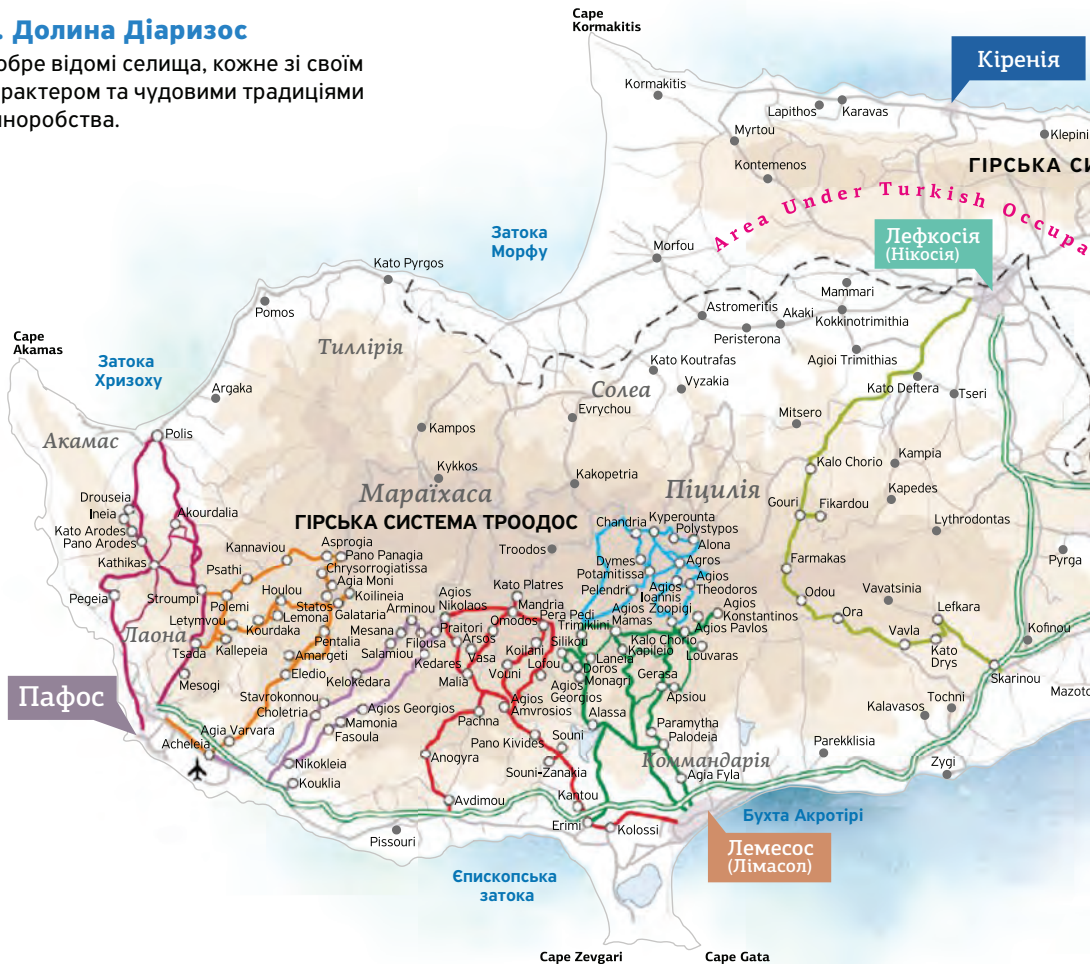 . Долина Діаризос
обре відомі селища, кожне зі своїм
арактером та чудовими традиціями
иноробства.
Cape
Kormakitis
Кіренія
Kormakitis
Lapithos
Karavas
Klepini
Myrtou
Kontemenos
ГІРСЬКА СИ
Area Under Turkish Occupa
Затока
Морфу
Лефкосія
(Нікосія)
Morfou
Kato Pyrgos
Pomos
Mammari
Astromeritis
Akaki
Kokkinotrimithia
Peristerona
Agioi Trimithias
Cape
Akamas
Затока
Хризоху
Тиллірія
Kato Koutrafas
Vyzakia
Солеа
Kato Deftera
Tseri
Argaka
Evrychou
Mitsero
Акамас
Polis
Kampos
Kampia
Kalo Chorio
Kykkos
Kakopetria
Kapedes
Drouseia
Ineia
Kato Arodes
Pano Arodes
Akourdalia
Мараїхаса
Піцилія
Gouri
Fikardou
Lythrodontas
ГІРСЬКА СИСТЕМА ТРООДОС
Chandria
Kyperounta
Polystypos
Alona
Kannaviou
Asprogia
Pano Panagia
Chrysorrogiatissa
Troodos
Dymes
Agros
Farmakas
Pyrga
Kathikas
Psathi
Agia Moni
Potamitissa
Agios
Theodoros
Pegeia
Stroumpi
Polemi
Houlou
Statos
Koilineia
Kato Platres
Pelendri
Agios
Ioannis
Odou
Vavatsinia
Letymvou
Lemona
Galataria
Arminou
Agios
Nikolaos
Mandria
Pera Pedi
Agios
Mamas
Zoopigi
Agios
Konstantinos
Ora
Lefkara
Лаона
Kourdaka
Mesana
Praitori
Omodos
Trimiklini
Agios Pavlos
Kofinou
Tsada
Kallepeia
Pentalia
Filousa
Arsos
Silikou
Kalo Chorio
Vavla
Kato
Drys
Amargeti
Salamiou
Kedares
Vasa
Koilani
Laneia
Kapileio
Louvaras
Mesogi
Eledio
Kelokedara
Malia
Vouni
Lofou
Doros
Monagri
Gerasa
Skarinou
Stavrokonnou
Agios
Georgios
Apsiou
Mazoto
Пафос
Choletria
Agios Georgios
Agios
Amvrosios
Tochni
Mamonia
Pachna
Alassa
Paramytha
Kalavasos
Agia Varvara
Fasoula
Pano Kivides
Souni
Palodeia
Acheleia
Anogyra
Parekklisia
Коммандарія
Zygi
Nikokleia
Souni-Zanakia
Agia Fyla
Kouklia
Avdimou
Kantou
Бухта Акротірі
Pissouri
Erimi
Kolossi
Лемесос
(Лімасол)
Єпископська
затока
Cape Zevgari
Cape Gata